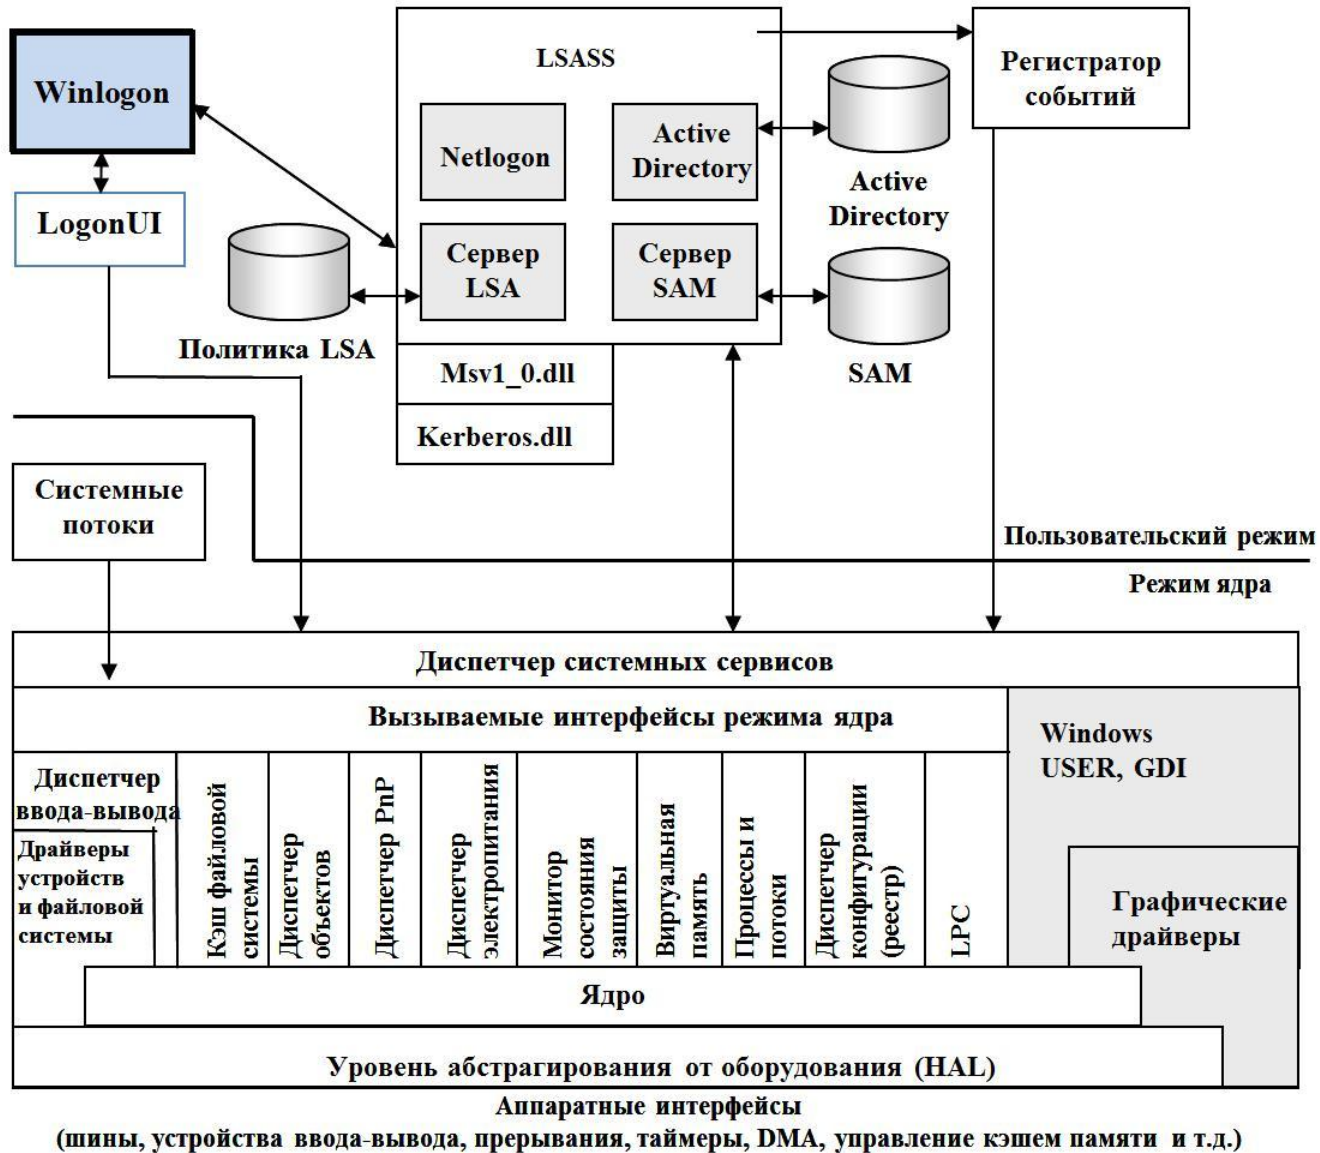 Winlogon
LogonUI
LSASS
Netlogon
Active
Directory
Сервер
LSA
Сервер
SAM
Msv1_0.dll
Kerberos.dll
Политика LSA
Active
Directory
SAM
Регистратор
событий
Системные
потоки
Пользовательский режим
Режим ядра
Диспетчер системных сервисов
Вызываемые интерфейсы режима ядра
Windows
USER, GDI
Диспетчер
ввода-вывода
Драйверы
устройств
и файловой
системы
Кэш файловой
системы
Диспетчер
объектов
Диспетчер PnP
Диспетчер
электропитания
Монитор
состояния
защиты
Виртуальная
память
Процессы и
потоки
Диспетчер
конфигурации
(реестр)
LPC
Графические
драйверы
Ядро
Уровень абстрагирования от оборудования (HAL)
Аппаратные интерфейсы
(шины, устройства ввода-вывода, прерывания, таймеры, DMA, управление кэшем памяти и т.д.)